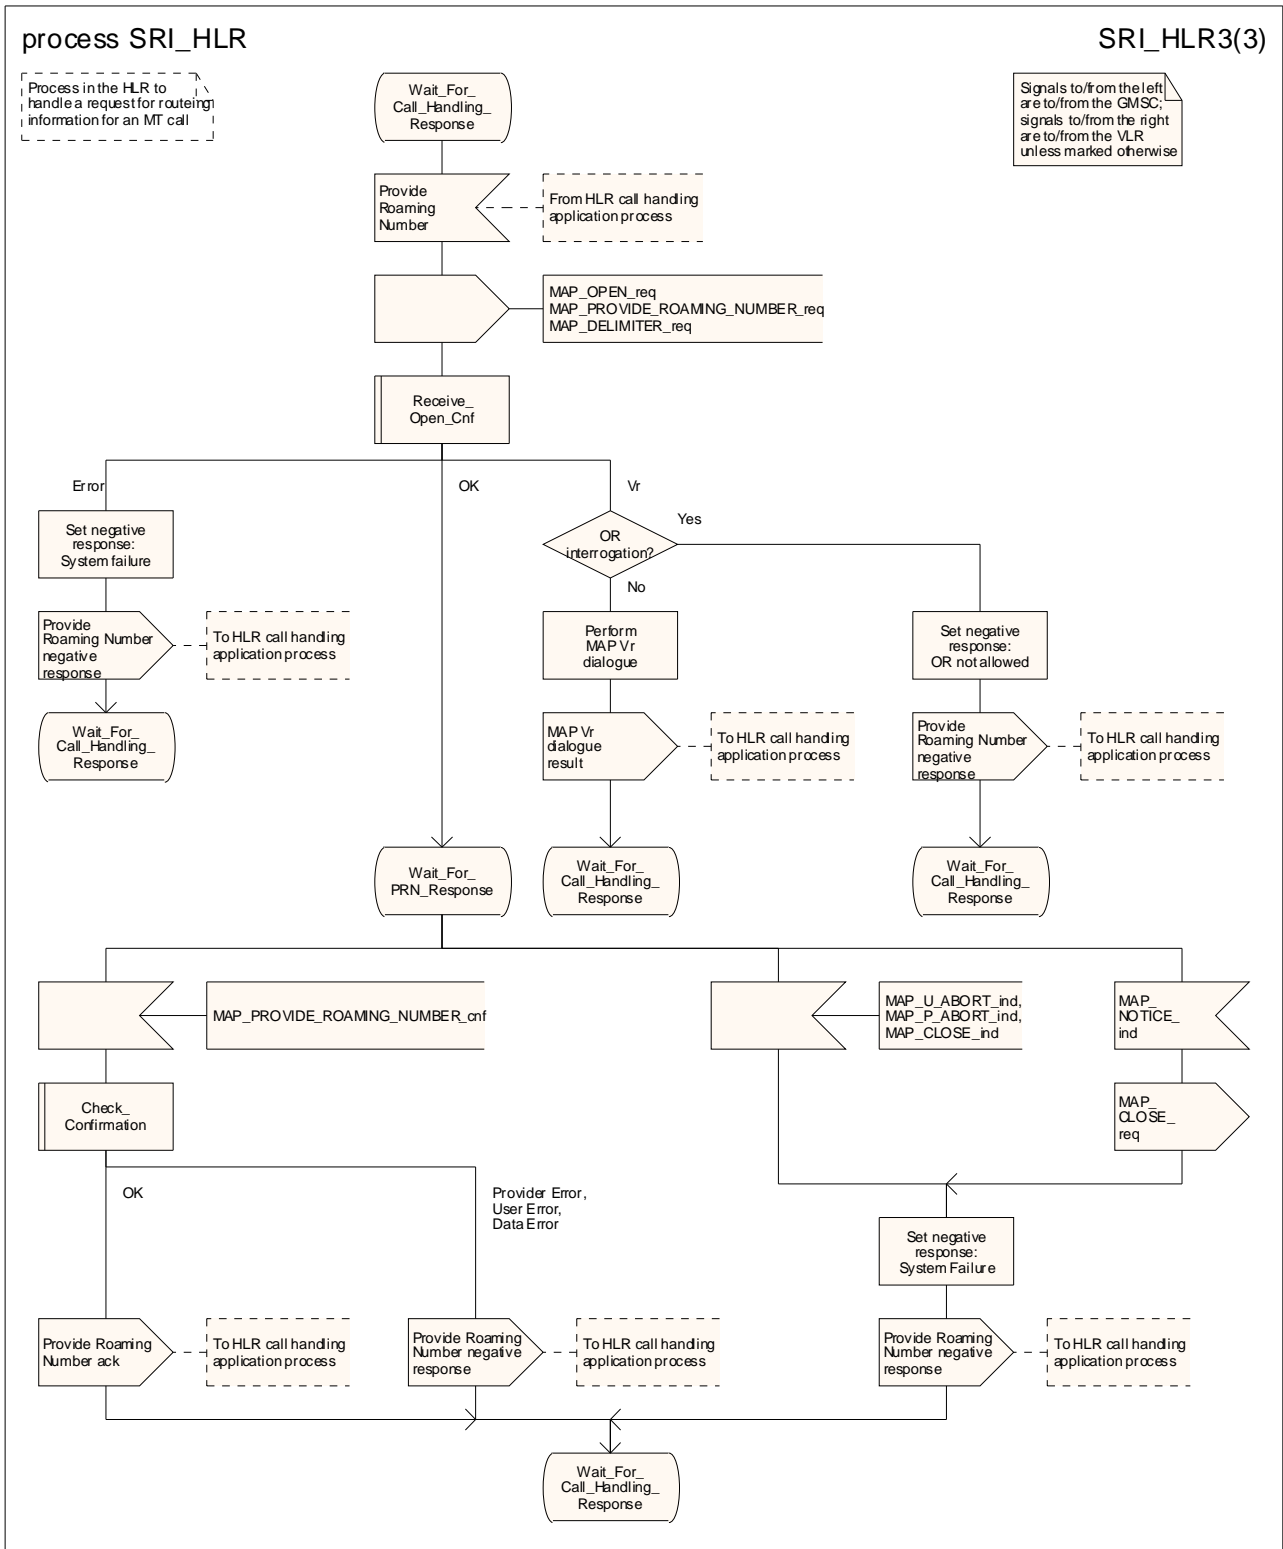 process SRI_HLR
SRI_HLR3(3)
Process in the HLR to
handle a request for routeing
information for an MT call
Wait_For_
Call_Handling_
Response
Signals to/from the left
are to/from the GMSC;
signals to/from the right
are to/from the VLR
unless marked otherwise
Provide
Roaming
Number
From HLR call handling
application process
MAP_OPEN_req
MAP_PROVIDE_ROAMING_NUMBER_req
MAP_DELIMITER_req
Receive_
Open_Cnf
Error
OK
Vr
Set negative
response:
System failure
OR
interrogation?
Yes
No
Provide
Roaming Number
negative
response
To HLR call handling
application process
Perform
MAP Vr
dialogue
Set negative
response:
OR not allowed
Wait_For_
Call_Handling_
Response
MAP Vr
dialogue
result
To HLR call handling
application process
Provide
Roaming Number
negative
response
To HLR call handling
application process
Wait_For_
PRN_Response
Wait_For_
Call_Handling_
Response
Wait_For_
Call_Handling_
Response
MAP_PROVIDE_ROAMING_NUMBER_cnf
MAP_U_ABORT_ind,
MAP_P_ABORT_ind,
MAP_CLOSE_ind
MAP_
NOTICE_
ind
Check_
Confirmation
MAP_
CLOSE_
req
OK
Provider Error,
User Error,
Data Error
Set negative
response:
System Failure
Provide Roaming
Number ack
To HLR call handling
application process
Provide Roaming
Number negative
response
To HLR call handling
application process
Provide Roaming
Number negative
response
To HLR call handling
application process
Wait_For_
Call_Handling_
Response